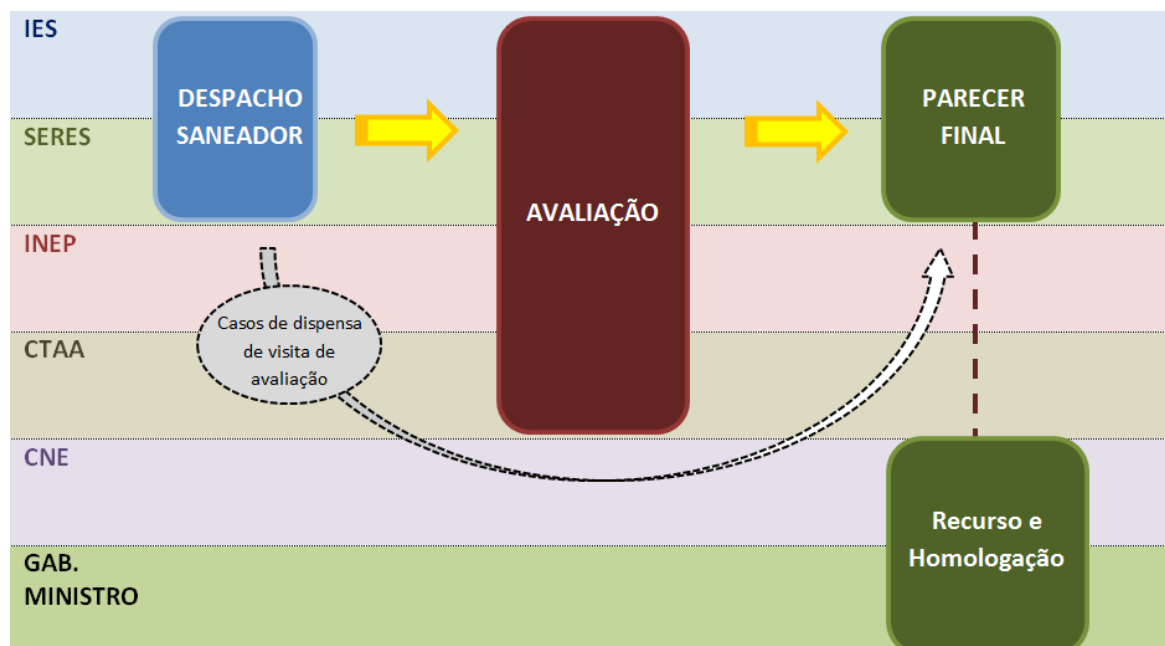 IES
DESPACHO
SANEADOR
PARECER
FINAL
SERES
AVALIAÇÃO
INEP
Casos de dispensa
de visita de
avaliação
CTAA
CNE
Recurso e
Homologação
GAB.
MINISTRO